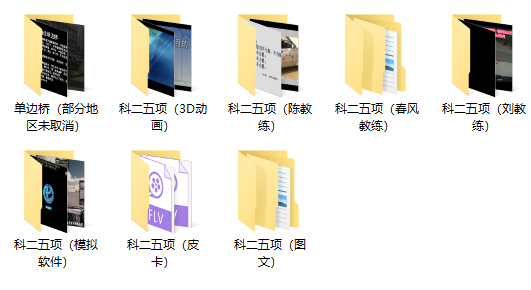 单边桥（部分地
区未取消）
科二五项（3D动
画）
科二五项（陈教
练）
科二五项（春风
教练）
科二五项（刘教
练）
科二五项（模拟
软件）
科二五项（皮
卡）
FLV
FLV
科二五项（图
文）